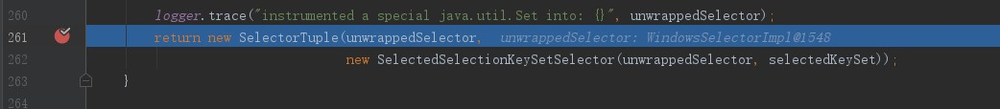 260 logger.trace("instrumented a special java.util.Set into: {}", unwrappedSelector);
261 return new SelectorTuple(unwrappedSelector, unwrappedSelector: WindowsSelectorImpl@1548
262 new SelectedSelectionKeySetSelector(unwrappedSelector, selectedKeySet));
263 }
264